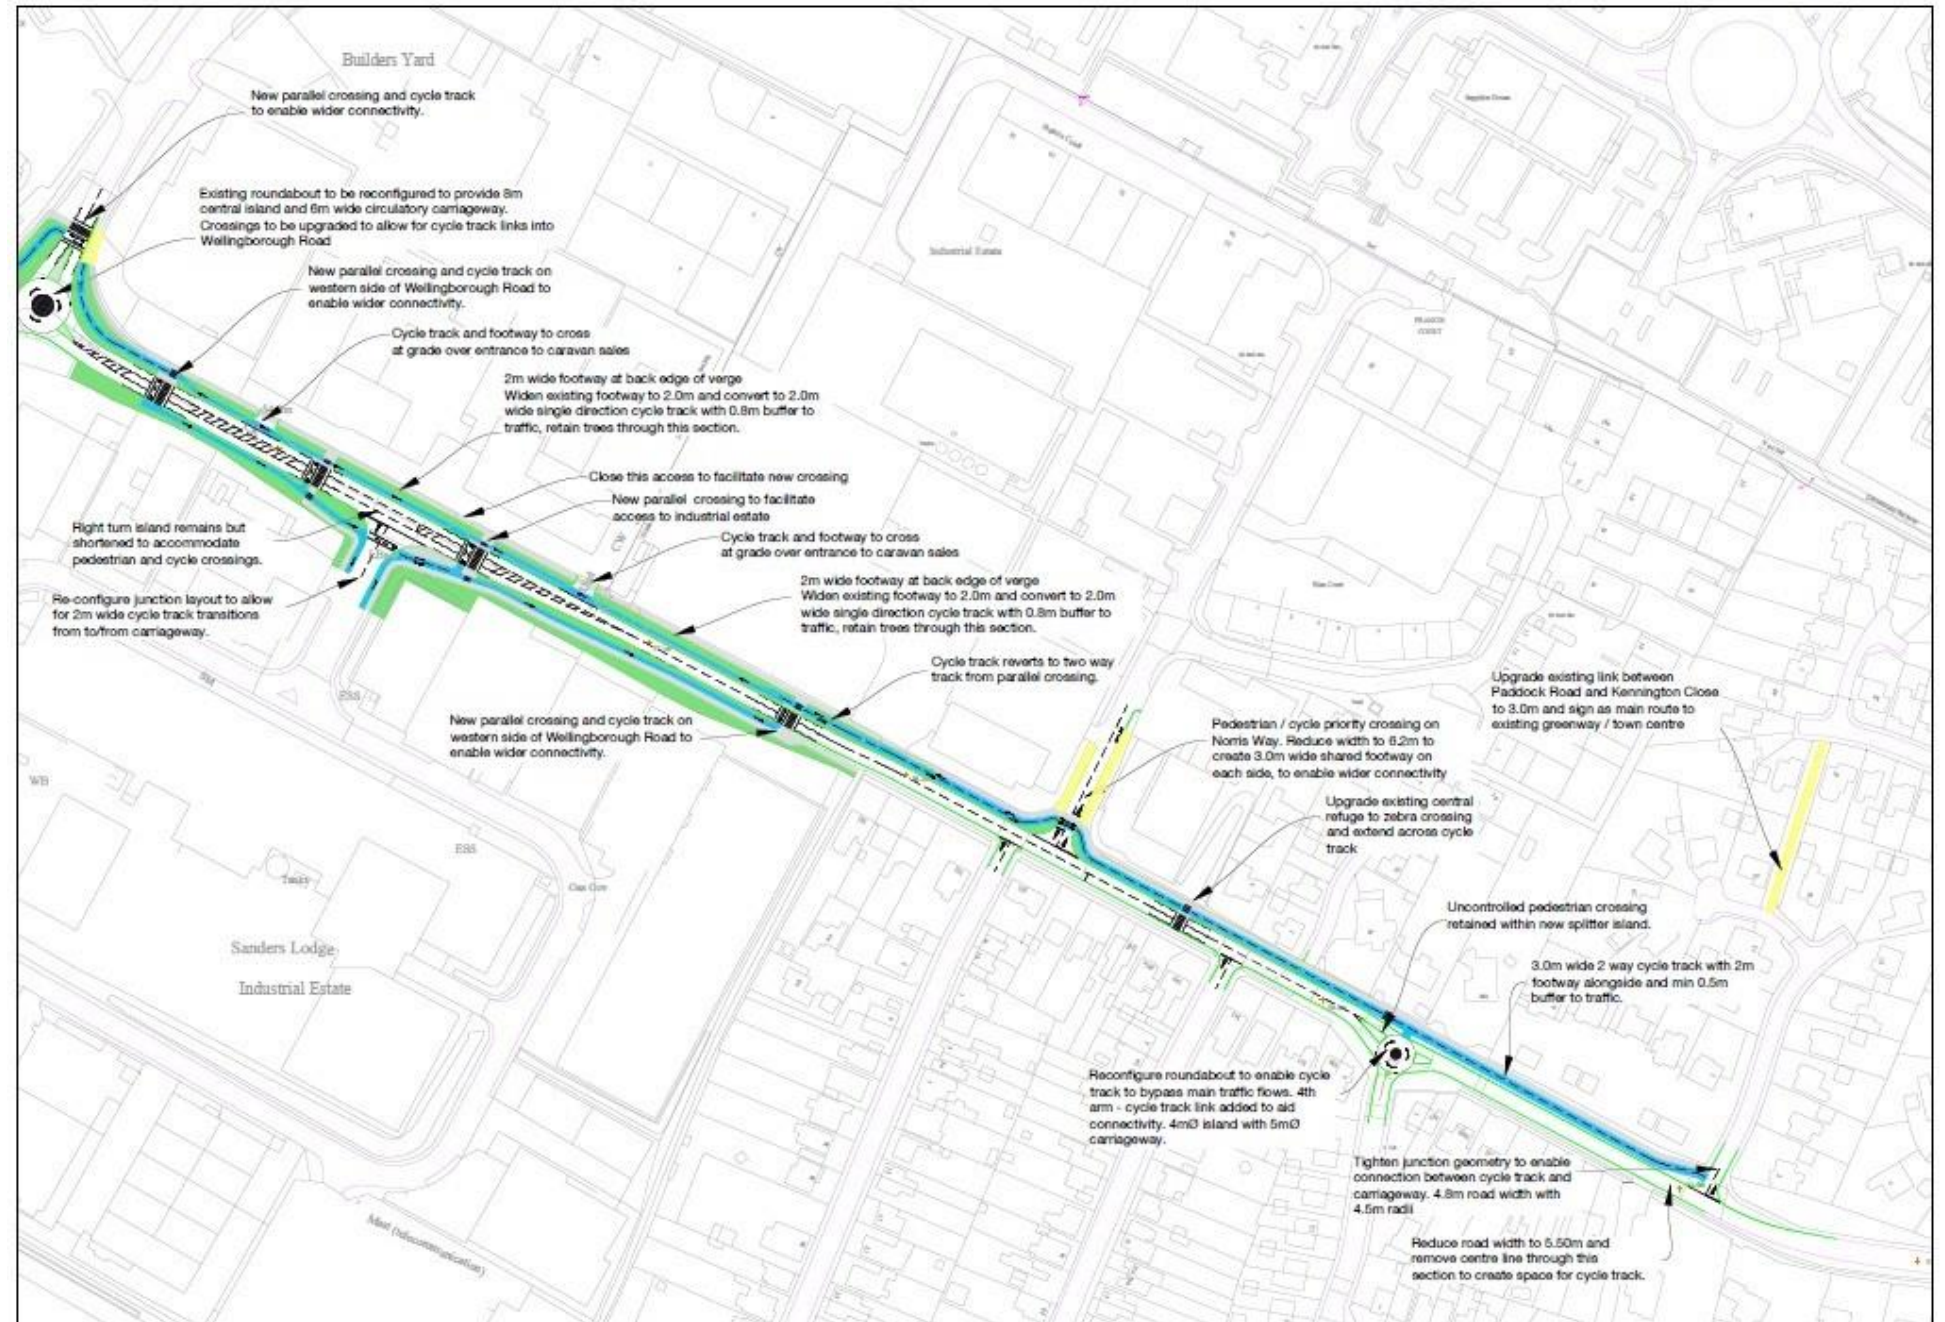 Builders Yard
New parallel crossing and cycle track
to enable wider connectivity.
Existing roundabout to be reconfigured to provide 8m
central island and 6m wide circulatory carriageway.
Crossings to be upgraded to allow for cycle track links into
Wellingborough Road
New parallel crossing and cycle track on
western side of Wellingborough Road to
enable wider connectivity.
Cycle track and footway to cross
at grade over entrance to caravan sales
2m wide footway at back edge of verge
Widen existing footway to 2.0m and convert to 2.0m
wide single direction cycle track with 0.8m buffer to
traffic, retain trees through this section.
Close this access to facilitate new crossing
New parallel crossing to facilitate
access to industrial estate
Cycle track and footway to cross
at grade over entrance to caravan sales
2m wide footway at back edge of verge
Widen existing footway to 2.0m and convert to 2.0m
wide single direction cycle track with 0.8m buffer to
traffic, retain trees through this section.
Cycle track reverts to two way
track from parallel crossing.
Right turn island remains but
shortened to accommodate
pedestrian and cycle crossings.
Re-configure junction layout to allow
for 2m wide cycle track transitions
from to/from carriageway.
New parallel crossing and cycle track on
western side of Wellingborough Road to
enable wider connectivity.
Pedestrian / cycle priority crossing on
Norris Way. Reduce width to 6.2m to
create 3.0m wide shared footway on
each side, to enable wider connectivity
Upgrade existing link between
Paddock Road and Kennington Close
to 3.0m and sign as main route to
existing greenway / town centre
Upgrade existing central
refuge to zebra crossing
and extend across cycle
track
Uncontrolled pedestrian crossing
retained within new splitter island.
3.0m wide 2 way cycle track with 2m
footway alongside and min 0.5m
buffer to traffic.
Reconfigure roundabout to enable cycle
track to bypass main traffic flows. 4th
arm - cycle track link added to aid
connectivity. 4mØ island with 5mØ
carriageway.
Tighten junction geometry to enable
connection between cycle track and
carriageway. 4.8m road width with
4.5m radii
Reduce road width to 5.50m and
remove centre line through this
section to create space for cycle track.
Industrial Estate
CW
SM
ESS
WB
ESS
Tanks
Gas Gov
Sanders Lodge
Industrial Estate
Mast (telecommunication)